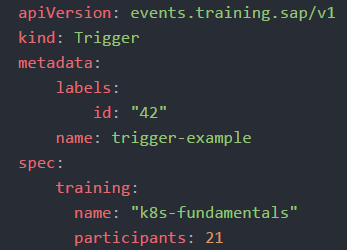 apiVersion: events.training.sap/v1
kind: Trigger
metadata:
    labels:
        id: "42"
    name: trigger-example
spec:
    training:
      name: "k8s-fundamentals"
      participants: 21